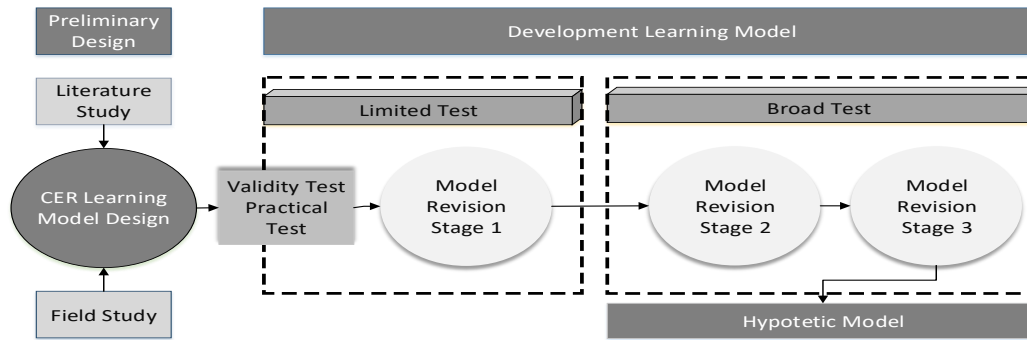 Preliminary
Design
Development Learning Model
Literature
Study
Limited Test
Broad Test
CER Learning
Model Design
Validity Test
Practical
Test
Model
Revision
Stage 1
Model
Revision
Stage 2
Model
Revision
Stage 3
Field Study
Hypotetic Model